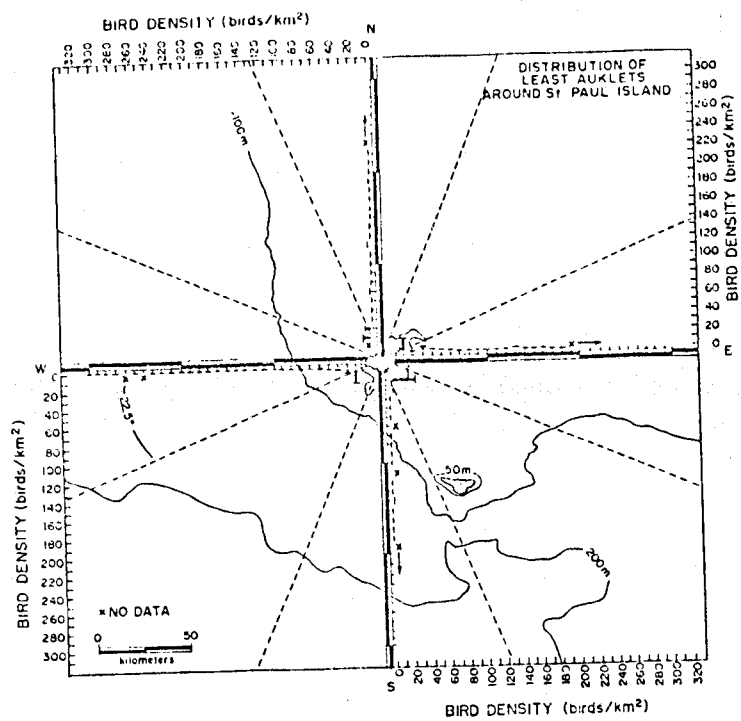 BIRD DENSITY (birds/km²)
320 300 280 260 240 220 200 180 160 140 120 100 80 60 40 20 0
N
DISTRIBUTION OF
LEAST AUKLETS
AROUND St PAUL ISLAND
300
280
260
240
220
200
180
160
140
120
100
80
60
40
20
0
BIRD DENSITY (birds/km²)
E
-100m
W
0
20
40
60
80
100
120
140
160
180
200
220
240
260
280
300
BIRD DENSITY (birds/km²)
22.5°
50m
200m
x NO DATA
0 50
kilometers
S
0 20 40 60 80 100 120 140 160 180 200 220 240 260 280 300 320
BIRD DENSITY (birds/km²)